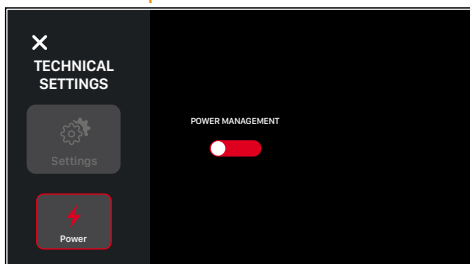 TECHNICAL
SETTINGS
Settings
Power
POWER MANAGEMENT